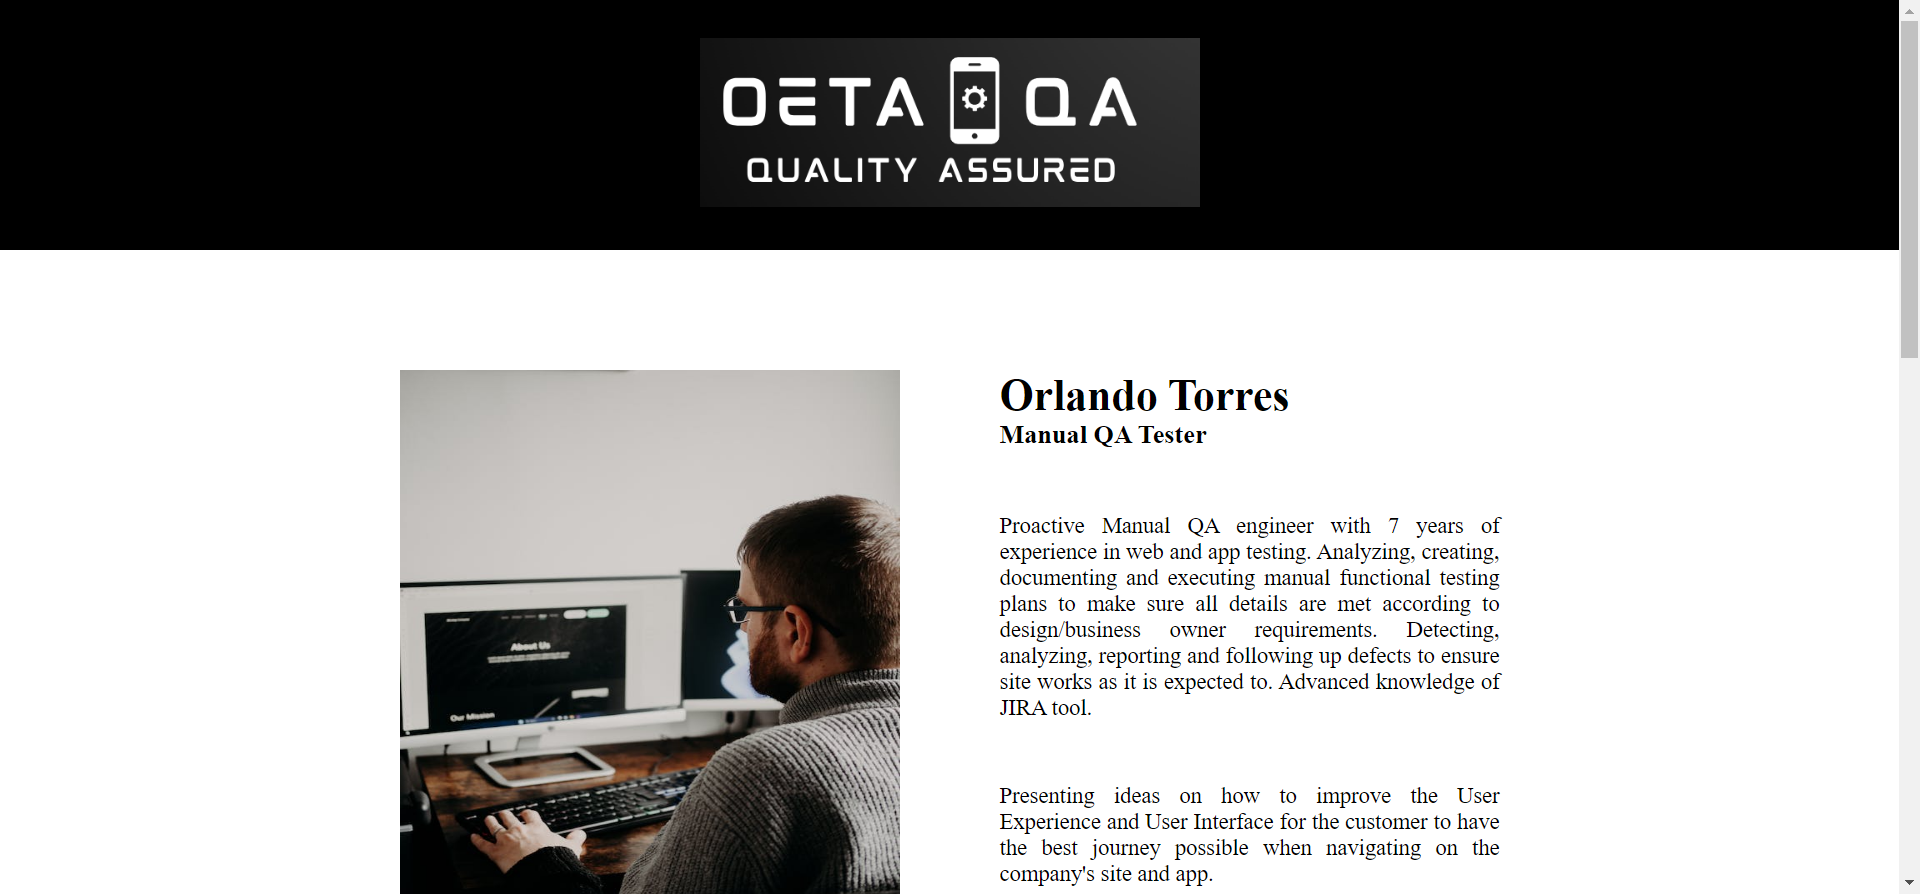 OETA QA
QUALITY ASSURED
Orlando Torres
Manual QA Tester
Proactive Manual QA engineer with 7 years of
experience in web and app testing. Analyzing, creating,
documenting and executing manual functional testing
plans to make sure all details are met according to
design/business owner requirements. Detecting,
analyzing, reporting and following up defects to ensure
site works as it is expected to. Advanced knowledge of
JIRA tool.
Presenting ideas on how to improve the User
Experience and User Interface for the customer to have
the best journey possible when navigating on the
company's site and app.
About Us
Our Mission